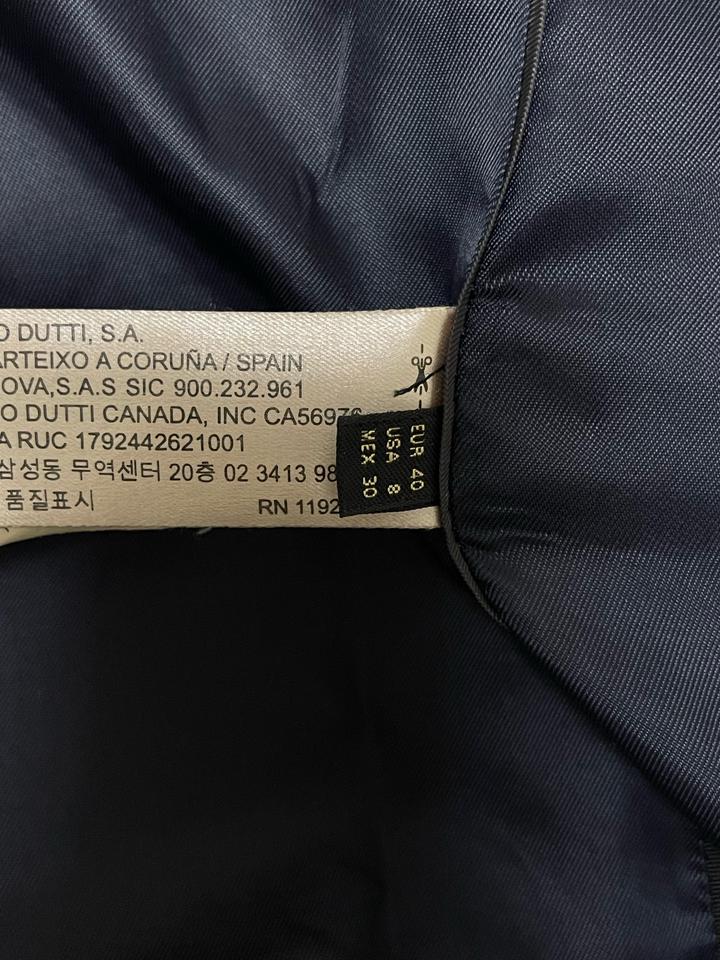 O DUTTI, S.A.
ARTEIXO A CORUÑA / SPAIN
OVA,S.A.S SIC 900.232.961
O DUTTI CANADA, INC CA56976
A RUC 1792442621001
삼성동 무역센터 20층 02 3413 98
품질표시
RN 1192
EUR 40
USA 8
MEX 30